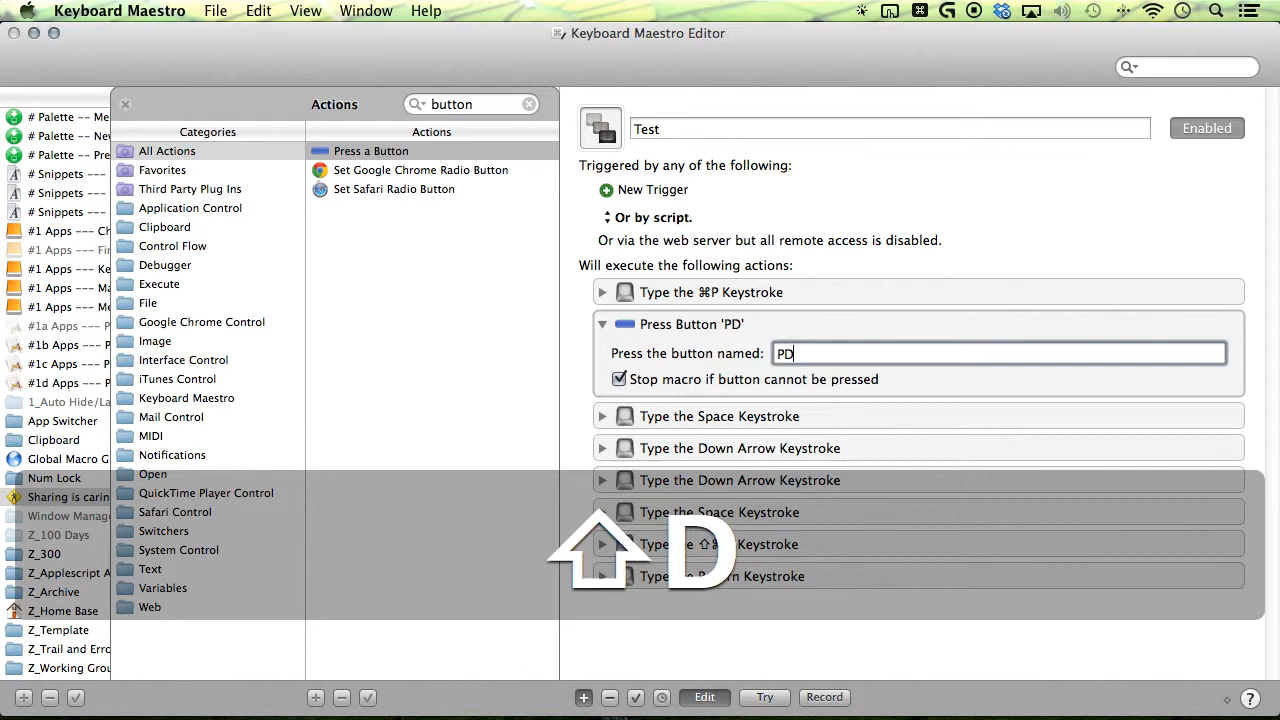 Keyboard Maestro File Edit View Window Help
Keyboard Maestro Editor
Actions
button
Categories
Actions
# Palette -- Me
# Palette -- Nev
# Palette -- Pre
# Snippets ---
# Snippets ---
# Snippets ---
#1 Apps --- Ch
#1 Apps --- Fir
#1 Apps --- Ke
#1 Apps --- Ma
#1 Apps --- Me
#1a Apps --- P
#1b Apps --- P
#1c Apps --- P
#1d Apps --- P
1_Auto Hide/La
App Switcher
Clipboard
Global Macro G
Num Lock
Sharing is carin
Window Manag
Z_100 Days
Z_300
Z_Applescript A
Z_Archive
Z_Home Base
Z_Template
Z_Trail and Erro
Z_Working Grou
All Actions
Favorites
Third Party Plug Ins
Application Control
Clipboard
Control Flow
Debugger
Execute
File
Google Chrome Control
Image
Interface Control
iTunes Control
Keyboard Maestro
Mail Control
MIDI
Notifications
Open
QuickTime Player Control
Safari Control
Switchers
System Control
Text
Variables
Web
Press a Button
Set Google Chrome Radio Button
Set Safari Radio Button
Test
Enabled
Triggered by any of the following:
New Trigger
Or by script.
Or via the web server but all remote access is disabled.
Will execute the following actions:
Type the ⌘P Keystroke
Press Button 'PD'
Press the button named: PD
Stop macro if button cannot be pressed
Type the Space Keystroke
Type the Down Arrow Keystroke
Type the Down Arrow Keystroke
Type the Space Keystroke
Keystroke
Keystroke
⇧ D
Edit Try Record
?